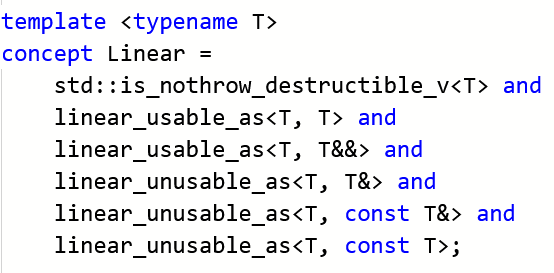 template <typename T>
concept Linear =
    std::is_nothrow_destructible_v<T> and
    linear_usable_as<T, T> and
    linear_usable_as<T, T&&> and
    linear_unusable_as<T, T&> and
    linear_unusable_as<T, const T&> and
    linear_unusable_as<T, const T>;